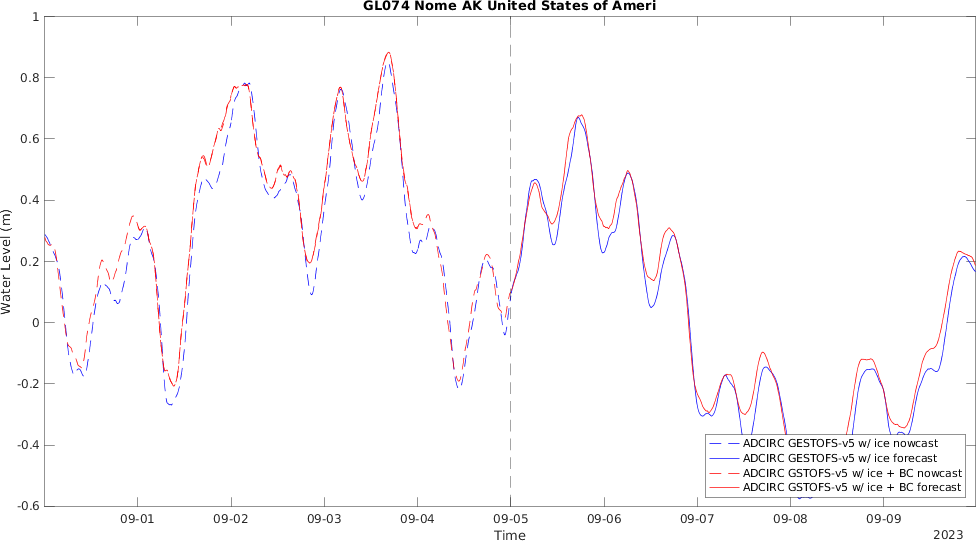 GL074 Nome AK United States of Ameri
1
0.8
0.6
0.4
0.2
0
-0.2
-0.4
-0.6
Water Level (m)
09-01 09-02 09-03 09-04 09-05 09-06 09-07 09-08 09-09
Time
2023
ADCIRC GESTOFS-v5 w/ ice nowcast
ADCIRC GESTOFS-v5 w/ ice forecast
ADCIRC GSTOFS-v5 w/ ice + BC nowcast
ADCIRC GSTOFS-v5 w/ ice + BC forecast